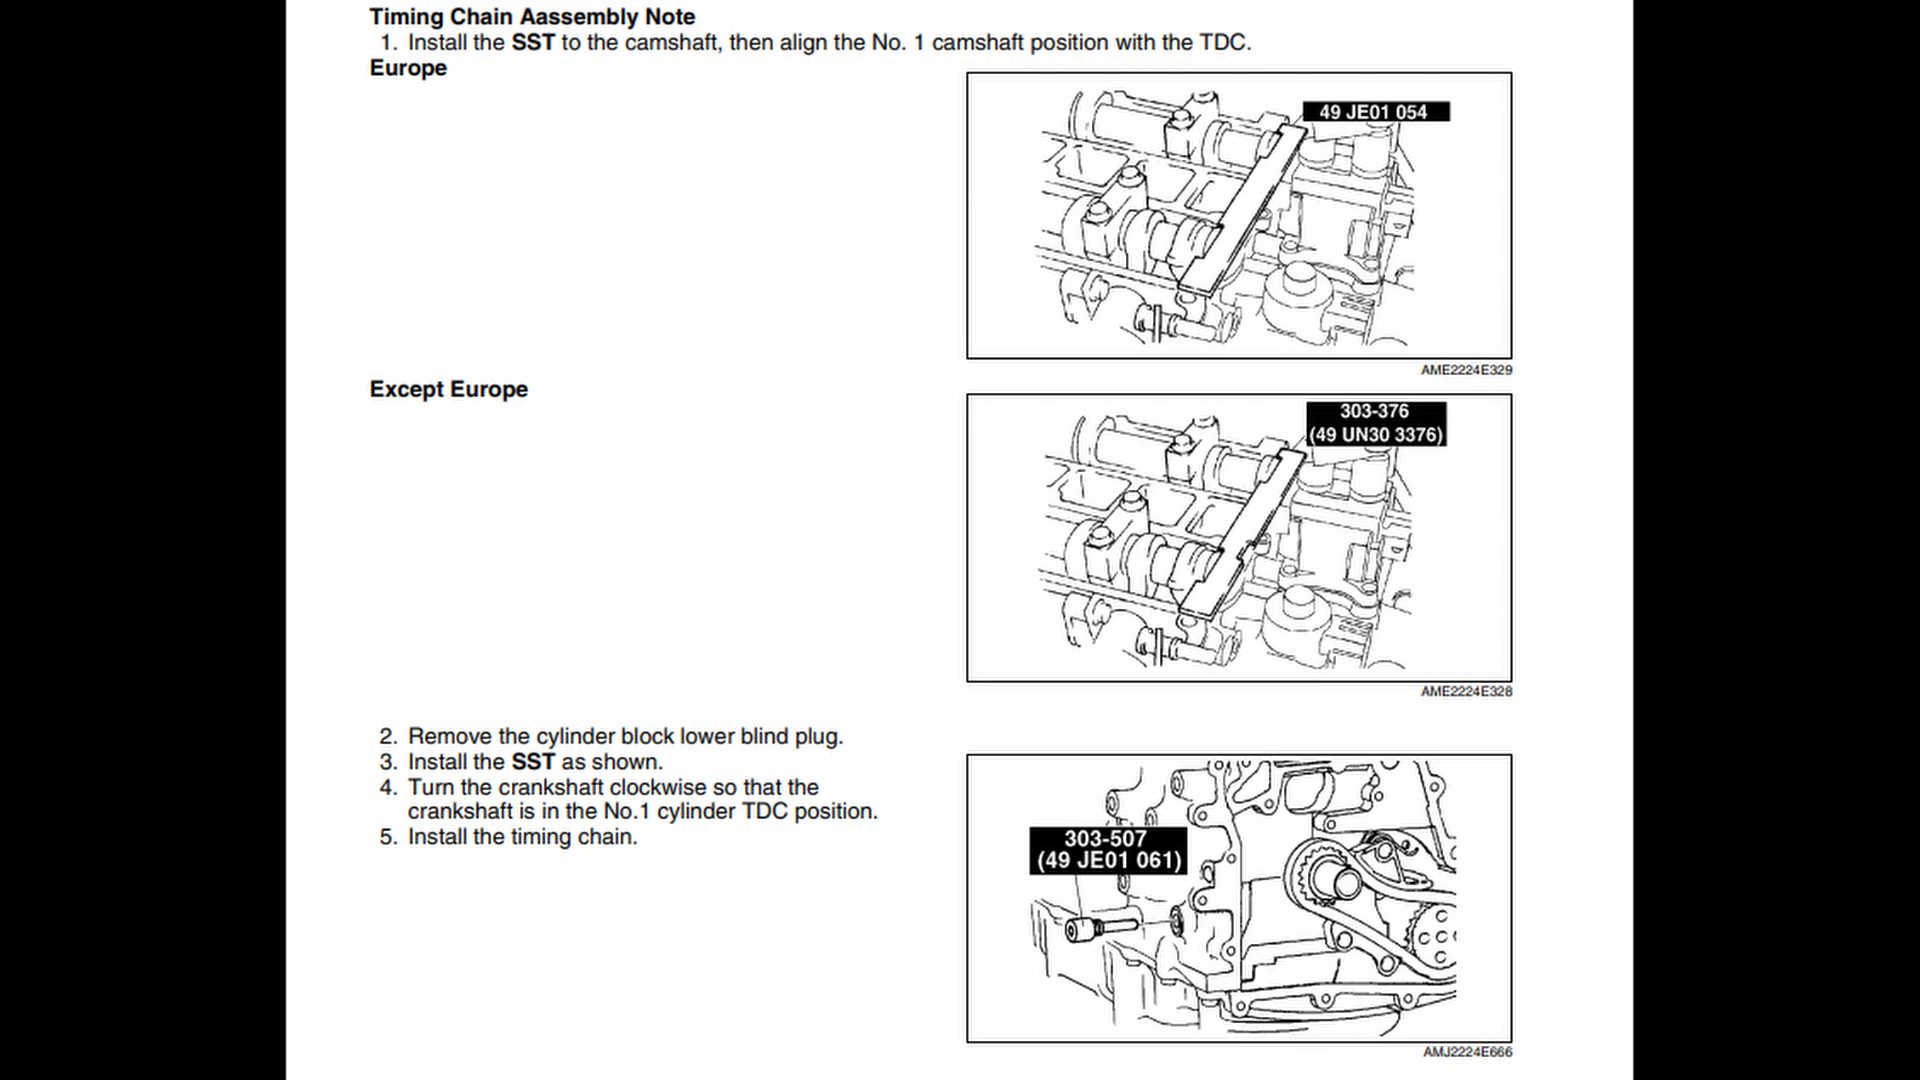 Timing Chain Aassembly Note
1. Install the SST to the camshaft, then align the No. 1 camshaft position with the TDC.
Europe
49 JE01 054
AME2224E329
Except Europe
303-376
(49 UN30 3376)
AME2224E328
2. Remove the cylinder block lower blind plug.
3. Install the SST as shown.
4. Turn the crankshaft clockwise so that the
crankshaft is in the No.1 cylinder TDC position.
5. Install the timing chain.
303-507
(49 JE01 061)
AMJ2224E666